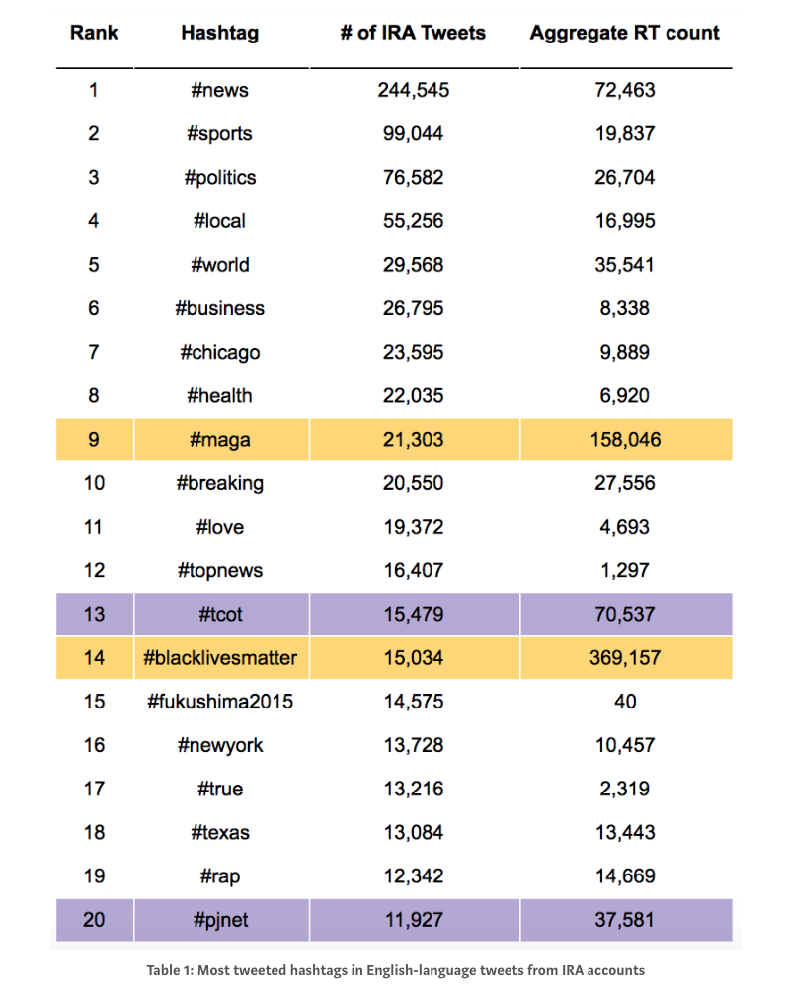 Rank Hashtag # of IRA Tweets Aggregate RT count
1 #news 244,545 72,463
2 #sports 99,044 19,837
3 #politics 76,582 26,704
4 #local 55,256 16,995
5 #world 29,568 35,541
6 #business 26,795 8,338
7 #chicago 23,595 9,889
8 #health 22,035 6,920
9 #maga 21,303 158,046
10 #breaking 20,550 27,556
11 #love 19,372 4,693
12 #topnews 16,407 1,297
13 #tcot 15,479 70,537
14 #blacklivesmatter 15,034 369,157
15 #fukushima2015 14,575 40
16 #newyork 13,728 10,457
17 #true 13,216 2,319
18 #texas 13,084 13,443
19 #rap 12,342 14,669
20 #pjnet 11,927 37,581
Table 1: Most tweeted hashtags in English-language tweets from IRA accounts